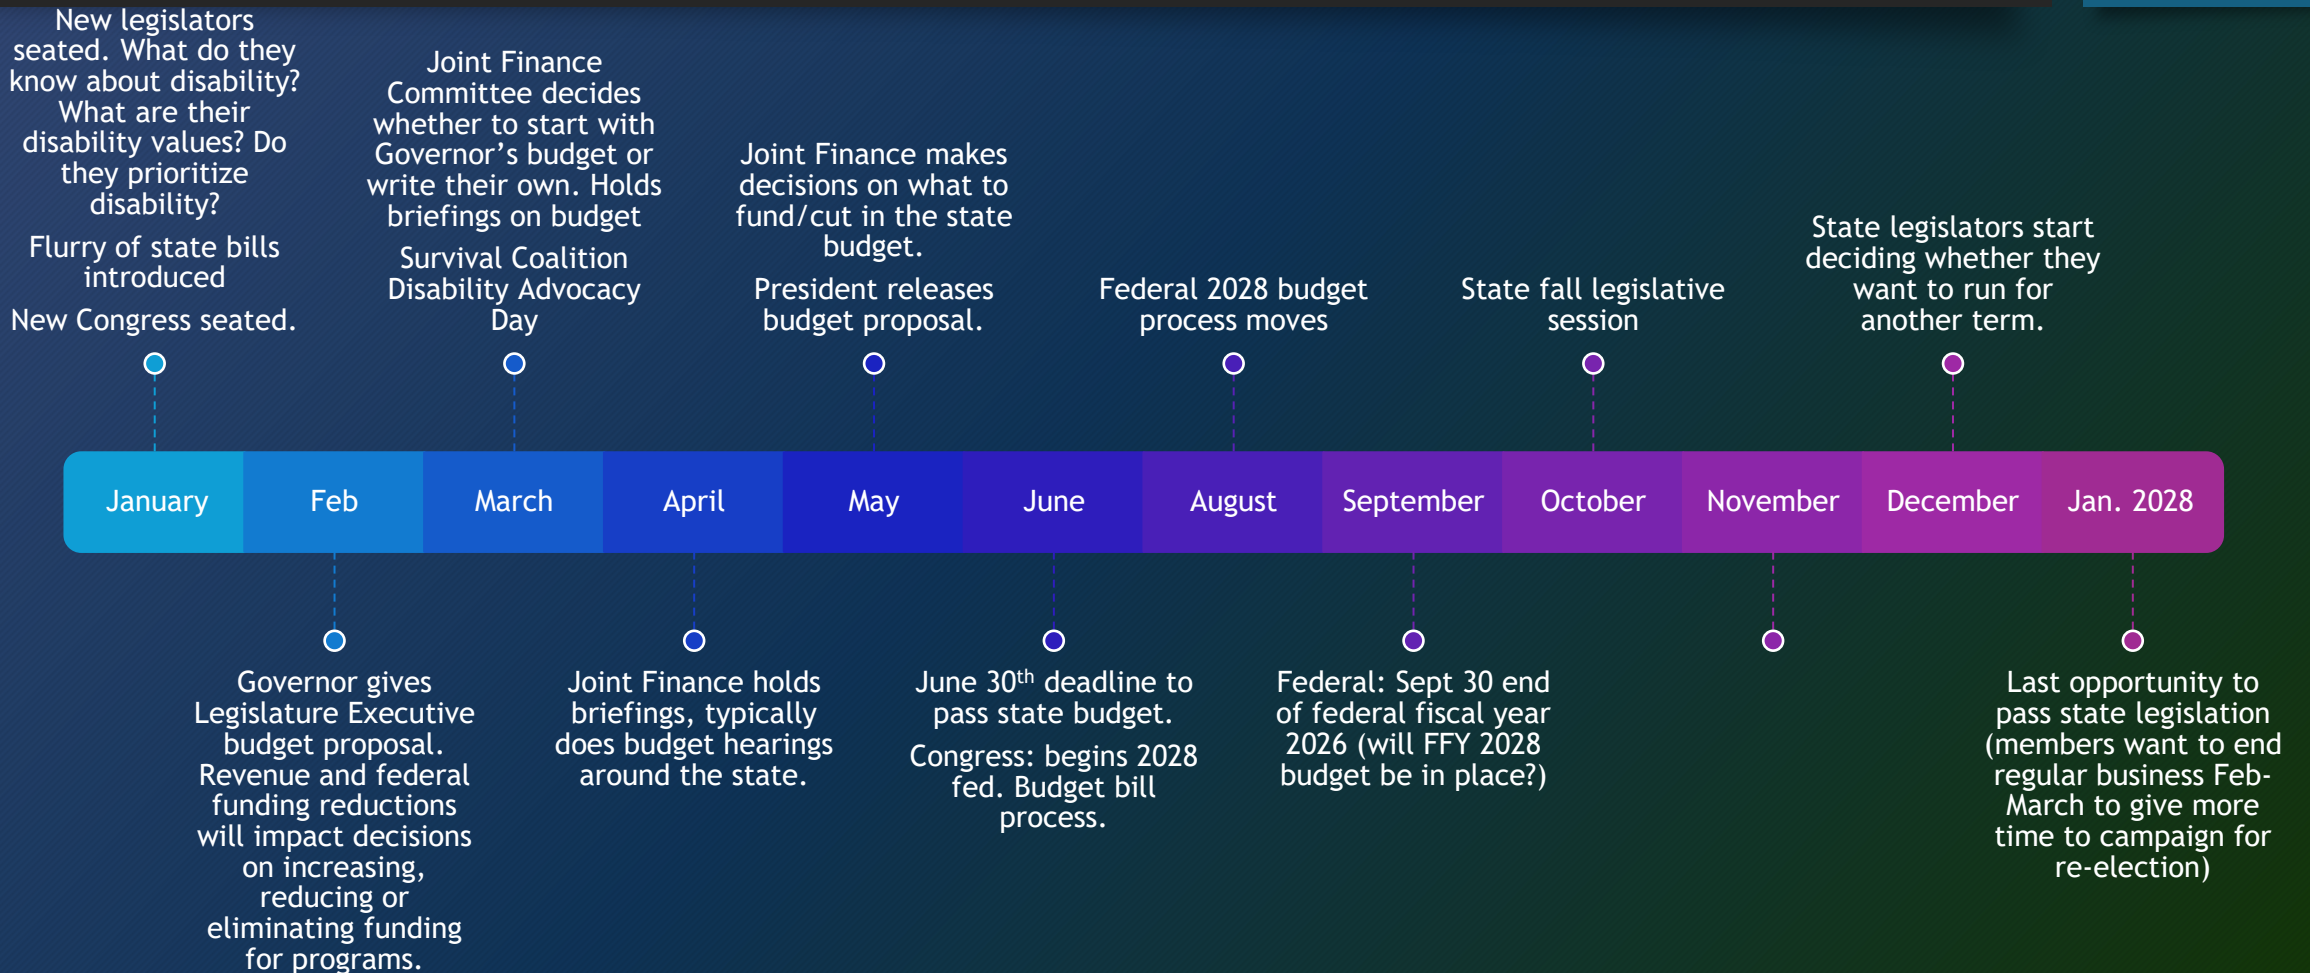 New legislators
seated. What do they
know about disability?
What are their
disability values? Do
they prioritize
disability?
Flurry of state bills
introduced
New Congress seated.
Joint Finance
Committee decides
whether to start with
Governor’s budget or
write their own. Holds
briefings on budget
Survival Coalition
Disability Advocacy
Day
Joint Finance makes
decisions on what to
fund/cut in the state
budget.
President releases
budget proposal.
Federal 2028 budget
process moves
State fall legislative
session
State legislators start
deciding whether they
want to run for
another term.
January
Feb
March
April
May
June
August
September
October
November
December
Jan. 2028
Governor gives
Legislature Executive
budget proposal.
Revenue and federal
funding reductions
will impact decisions
on increasing,
reducing or
eliminating funding
for programs.
Joint Finance holds
briefings, typically
does budget hearings
around the state.
June 30th deadline to
pass state budget.
Congress: begins 2028
fed. Budget bill
process.
Federal: Sept 30 end
of federal fiscal year
2026 (will FFY 2028
budget be in place?)
Last opportunity to
pass state legislation
(members want to end
regular business Feb-
March to give more
time to campaign for
re-election)